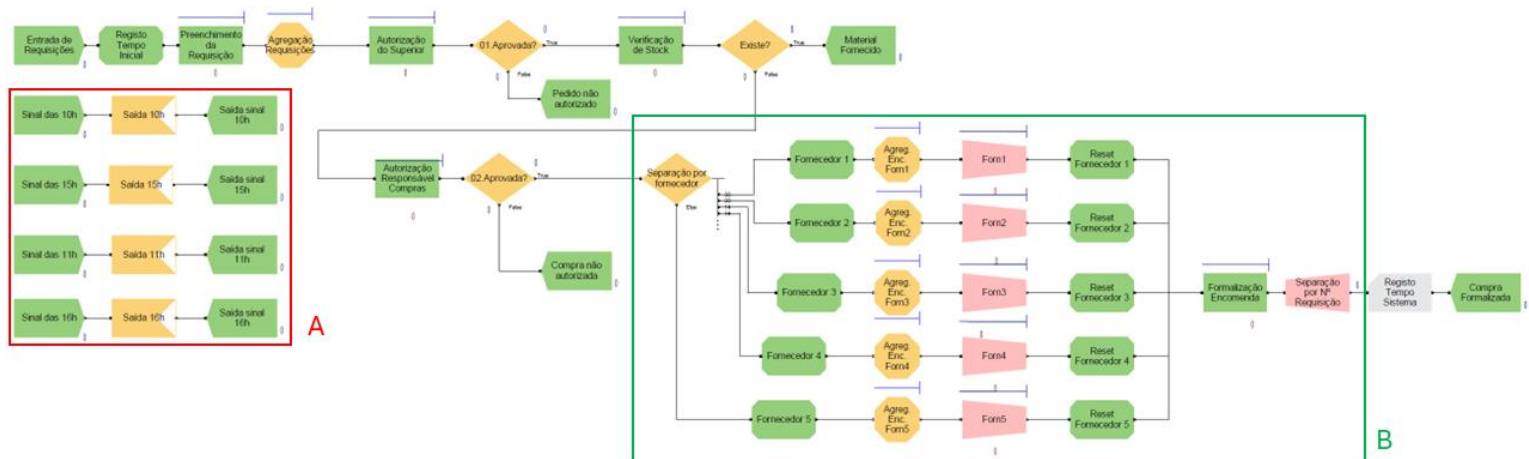 Entrada de
Requisições
Registo
Tempo
Inicial
Preenchimento
da
Requisição
Agregação
Requisições
Autorização
do Superior
01.Aprovada?
True
False
Pedido não
autorizado
Verificação
de Stock
Existe?
True
False
Material
Fornecido
Sinal das 10h
Saída 10h
Saída sinal
10h
Sinal das 15h
Saída 15h
Saída sinal
15h
Sinal das 11h
Saída 11h
Saída sinal
11h
Sinal das 16h
Saída 16h
Saída sinal
16h
A
Autorização
Responsável
Compras
02.Aprovada?
True
False
Compra não
autorizada
Separação por
fornecedor
Else
Fornecedor 1
Agreg.
Enc.
Forn1
Forn1
Reset
Fornecedor 1
Fornecedor 2
Agreg.
Enc.
Forn2
Forn2
Reset
Fornecedor 2
Fornecedor 3
Agreg.
Enc.
Forn3
Forn3
Reset
Fornecedor 3
Fornecedor 4
Agreg.
Enc.
Forn4
Forn4
Reset
Fornecedor 4
Fornecedor 5
Agreg.
Enc.
Forn5
Forn5
Reset
Fornecedor 5
Formalização
Encomenda
Separação
por Nº
Requisição
Registo
Tempo
Sistema
Compra
Formalizada
B